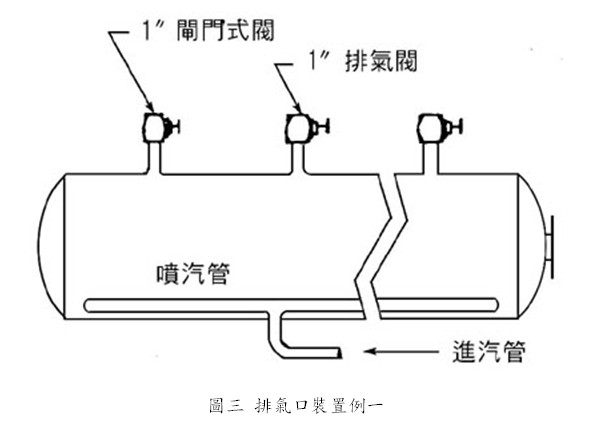 1" 閘門式閥
1" 排氣閥
噴汽管
進汽管
圖三 排氣口裝置例一